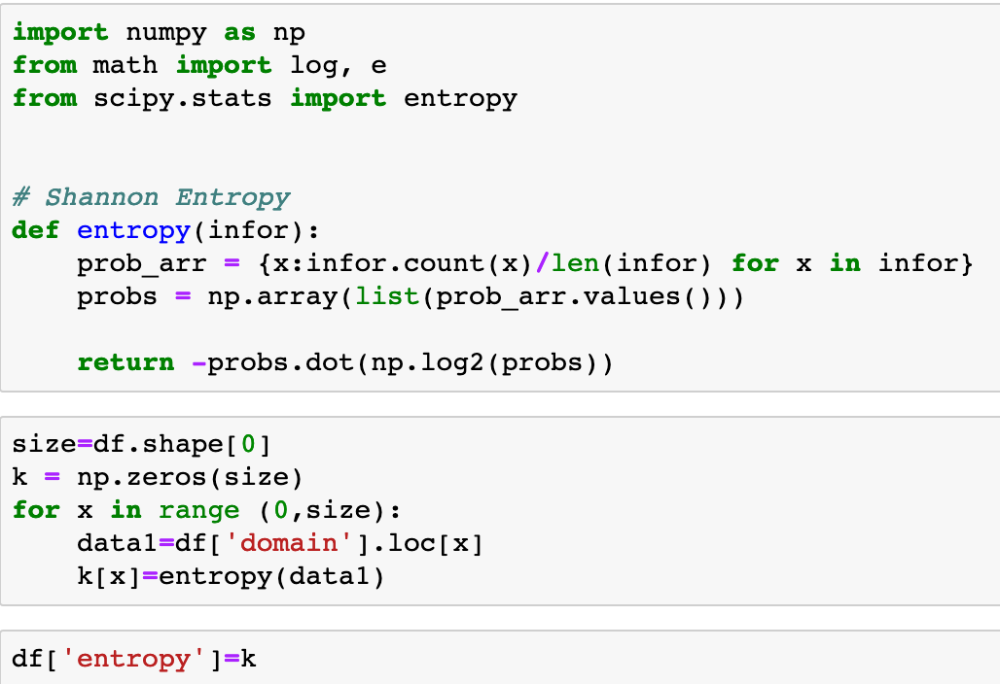 import numpy as np
from math import log, e
from scipy.stats import entropy
# Shannon Entropy
def entropy(infor):
    prob_arr = {x:infor.count(x)/len(infor) for x in infor}
    probs = np.array(list(prob_arr.values()))
    return -probs.dot(np.log2(probs))
size=df.shape[0]
k = np.zeros(size)
for x in range (0,size):
    data1=df['domain'].loc[x]
    k[x]=entropy(data1)
df['entropy']=k